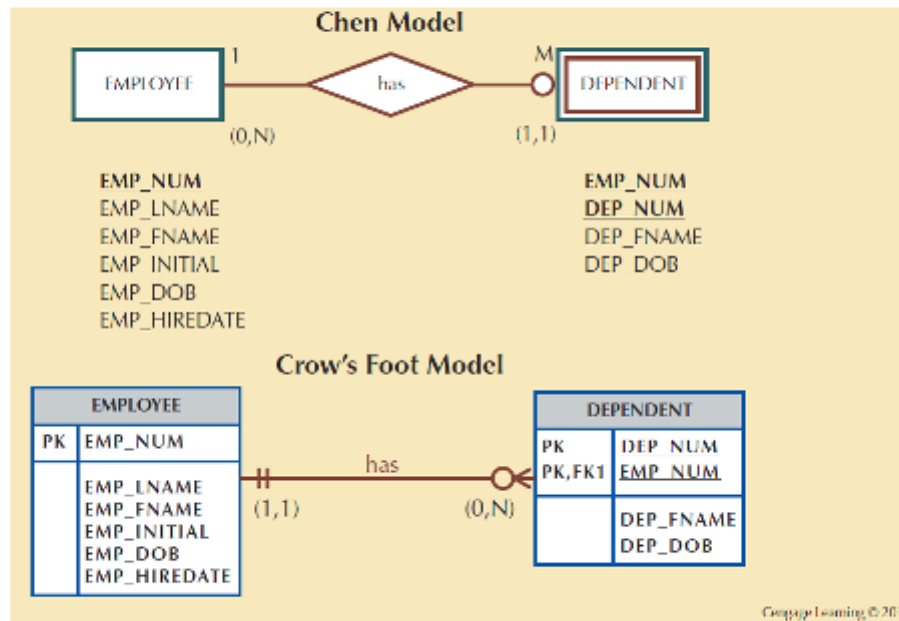 Chen Model
1 M
EMPLOYEE has DEPENDENT
(0,N) (1,1)
EMP_NUM
EMP_LNAME
EMP_FNAME
EMP_INITIAL
EMP_DOB
EMP_HIREDATE
EMP_NUM
DEP_NUM
DEP_FNAME
DEP_DOB
Crow's Foot Model
EMPLOYEE
PK EMP_NUM
EMP_LNAME
EMP_FNAME
EMP_INITIAL
EMP_DOB
EMP_HIREDATE
has
(1,1) (0,N)
DEPENDENT
PK DEP_NUM
PK,FK1 EMP_NUM
DEP_FNAME
DEP_DOB
Cengage Learning © 20